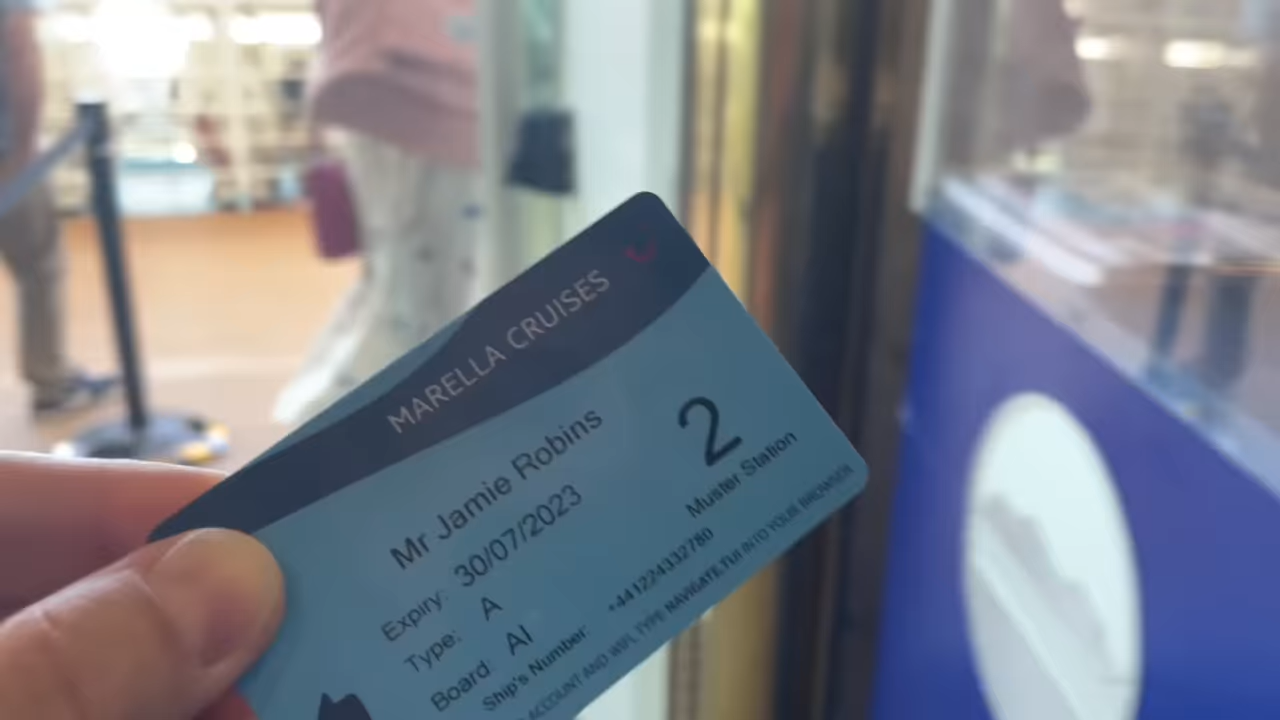 MARELLA CRUISES
Mr Jamie Robins
Expiry: 30/07/2023
Type: A
Board: AI
Ship's Number: +441224332780
2
Muster Station
ACCOUNT AND WIFI, TYPE NAVIGATE.TUI INTO YOUR BROWSER